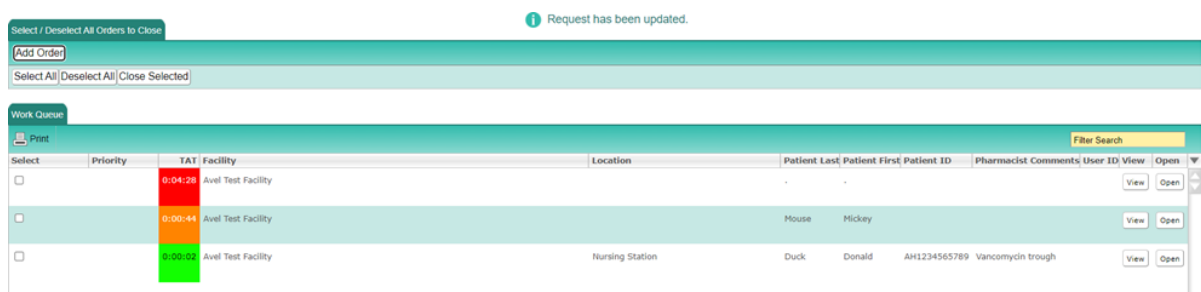 Request has been updated.
Select / Deselect All Orders to Close
Add Order
Select All Deselect All Close Selected
Work Queue
Print Filter Search
Select Priority TAT Facility Location Patient Last Patient First Patient ID Pharmacist Comments User ID View Open
0:04:28 Avel Test Facility . . View Open
0:00:44 Avel Test Facility Mouse Mickey View Open
0:00:02 Avel Test Facility Nursing Station Duck Donald AH1234565789 Vancomycin trough View Open